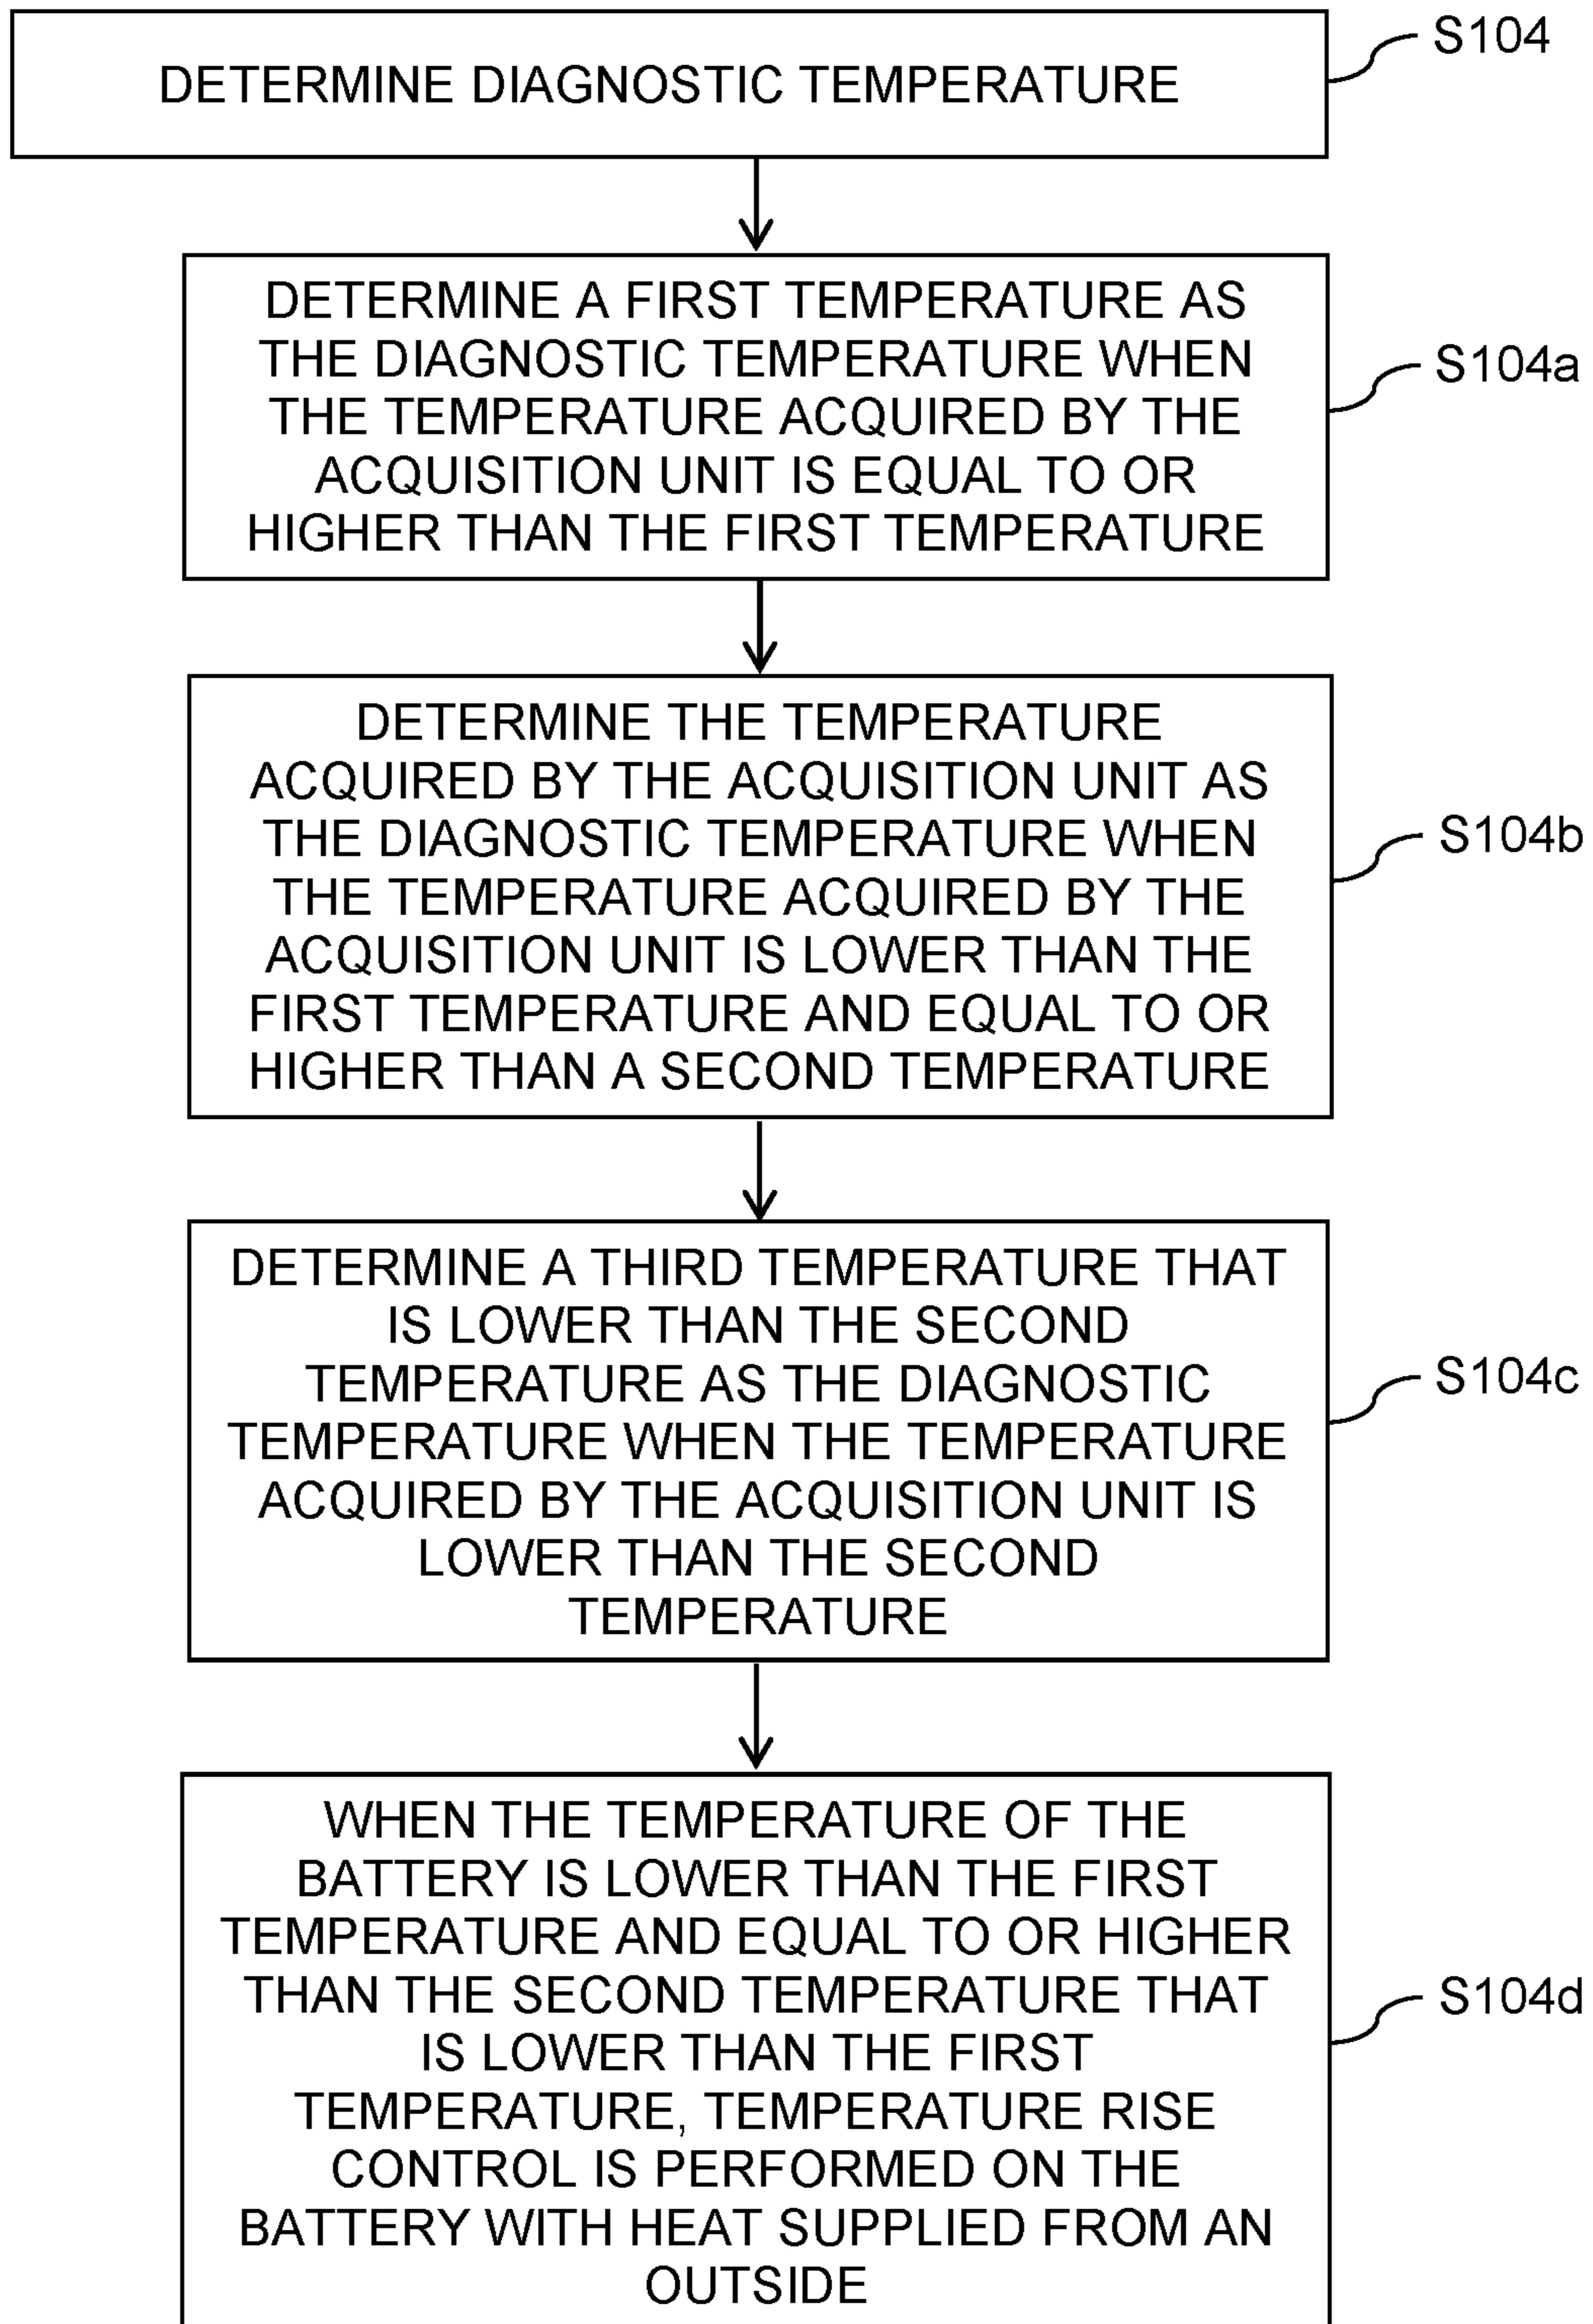 DETERMINE DIAGNOSTIC TEMPERATURE
S104
DETERMINE A FIRST TEMPERATURE AS
THE DIAGNOSTIC TEMPERATURE WHEN
THE TEMPERATURE ACQUIRED BY THE
ACQUISITION UNIT IS EQUAL TO OR
HIGHER THAN THE FIRST TEMPERATURE
S104a
DETERMINE THE TEMPERATURE
ACQUIRED BY THE ACQUISITION UNIT AS
THE DIAGNOSTIC TEMPERATURE WHEN
THE TEMPERATURE ACQUIRED BY THE
ACQUISITION UNIT IS LOWER THAN THE
FIRST TEMPERATURE AND EQUAL TO OR
HIGHER THAN A SECOND TEMPERATURE
S104b
DETERMINE A THIRD TEMPERATURE THAT
IS LOWER THAN THE SECOND
TEMPERATURE AS THE DIAGNOSTIC
TEMPERATURE WHEN THE TEMPERATURE
ACQUIRED BY THE ACQUISITION UNIT IS
LOWER THAN THE SECOND
TEMPERATURE
S104c
WHEN THE TEMPERATURE OF THE
BATTERY IS LOWER THAN THE FIRST
TEMPERATURE AND EQUAL TO OR HIGHER
THAN THE SECOND TEMPERATURE THAT
IS LOWER THAN THE FIRST
TEMPERATURE, TEMPERATURE RISE
CONTROL IS PERFORMED ON THE
BATTERY WITH HEAT SUPPLIED FROM AN
OUTSIDE
S104d